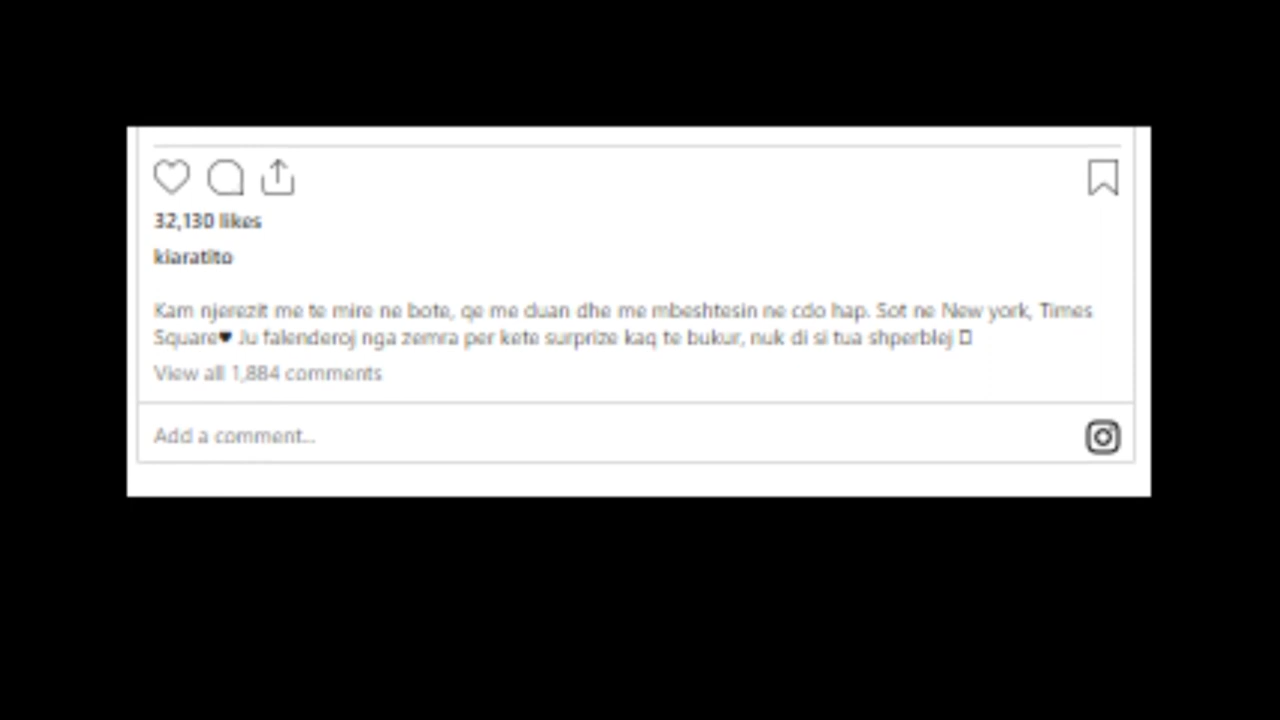 32,130 likes
kiaratito
Kam njerezit me te mire ne bote, qe me duan dhe me mbeshtesin ne cdo hap. Sot ne New york, Times
Square♥ Ju falenderoj nga zemra per kete surprize kaq te bukur, nuk di si tua shperblej
View all 1,884 comments
Add a comment...